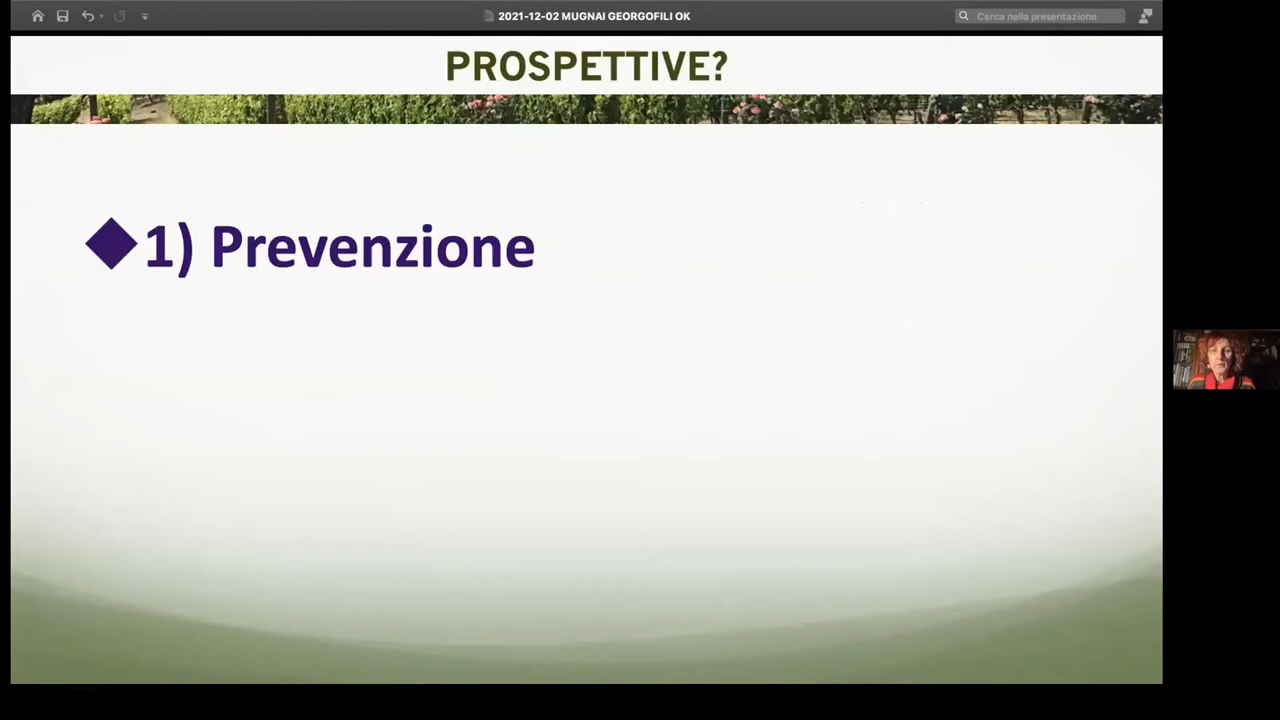 2021-12-02 MUGNAI GEORGOFILI OK
Cerca nella presentazione
PROSPETTIVE?
1) Prevenzione